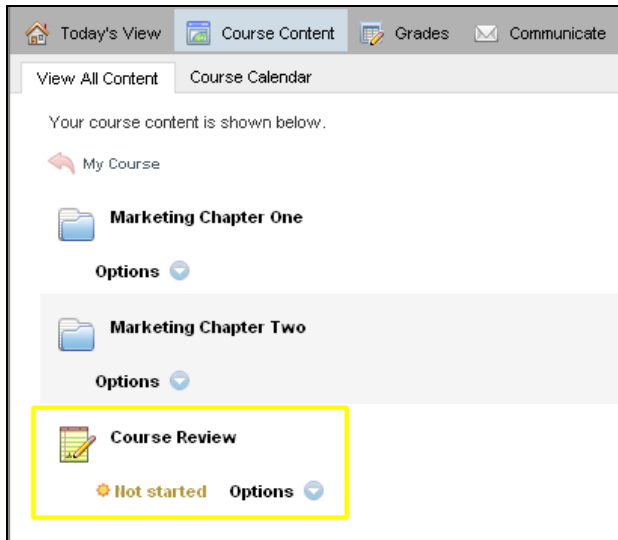 Today's View Course Content Grades Communicate
View All Content Course Calendar
Your course content is shown below.
My Course
Marketing Chapter One
Options
Marketing Chapter Two
Options
Course Review
Not started Options